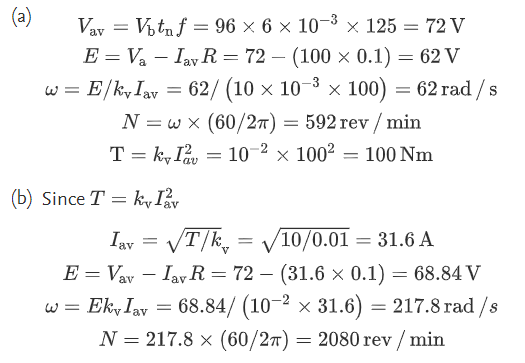 (a)
V_av = V_b t_n f = 96 × 6 × 10^−3 × 125 = 72 V
E = V_a − I_av R = 72 − (100 × 0.1) = 62 V
ω = E/k_v I_av = 62/ (10 × 10^−3 × 100) = 62 rad / s
N = ω × (60/2π) = 592 rev / min
T = k_v I_av^2 = 10^−2 × 100^2 = 100 Nm
(b) Since T = k_v I_av^2
I_av = √(T/k_v) = √(10/0.01) = 31.6 A
E = V_av − I_av R = 72 − (31.6 × 0.1) = 68.84 V
ω = Ek_v I_av = 68.84/ (10^−2 × 31.6) = 217.8 rad /s
N = 217.8 × (60/2π) = 2080 rev / min